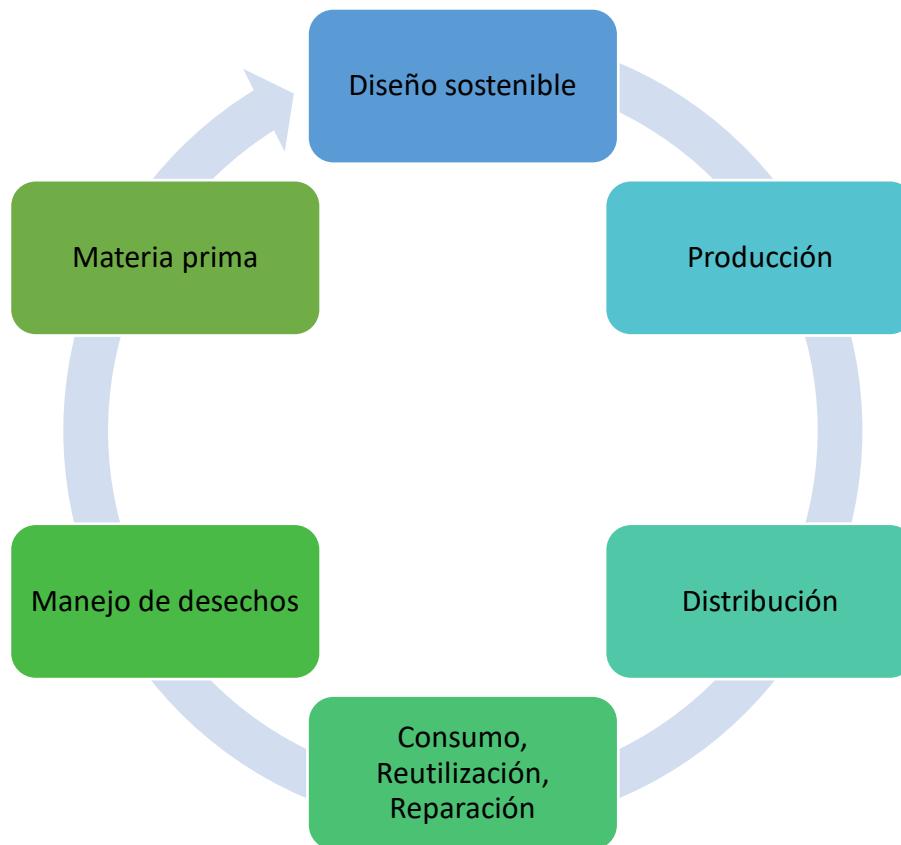 Diseño sostenible
Producción
Distribución
Consumo,
Reutilización,
Reparación
Manejo de desechos
Materia prima